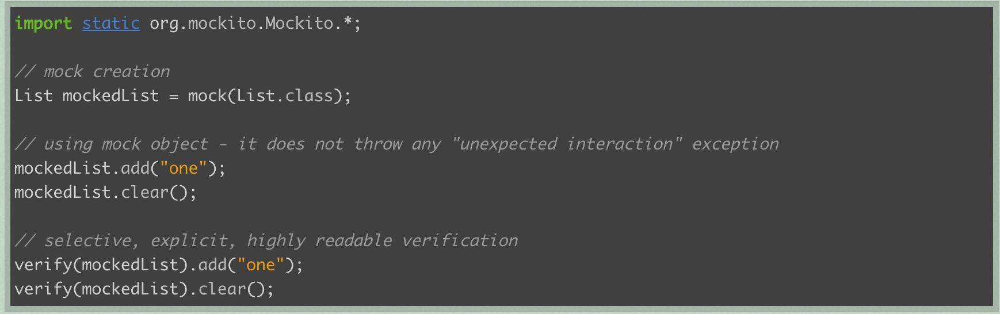 import static org.mockito.Mockito.*;
// mock creation
List mockedList = mock(List.class);
// using mock object - it does not throw any "unexpected interaction" exception
mockedList.add("one");
mockedList.clear();
// selective, explicit, highly readable verification
verify(mockedList).add("one");
verify(mockedList).clear();